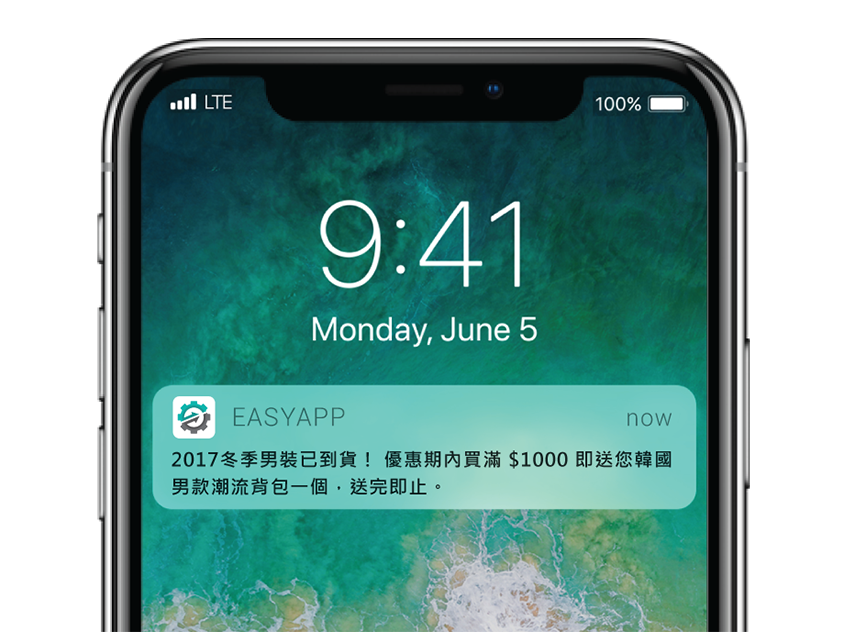 LTE 100%
9:41
Monday, June 5
EASYAPP now
2017冬季男裝已到貨！ 優惠期內買滿 $1000 即送您韓國
男款潮流背包一個，送完即止。